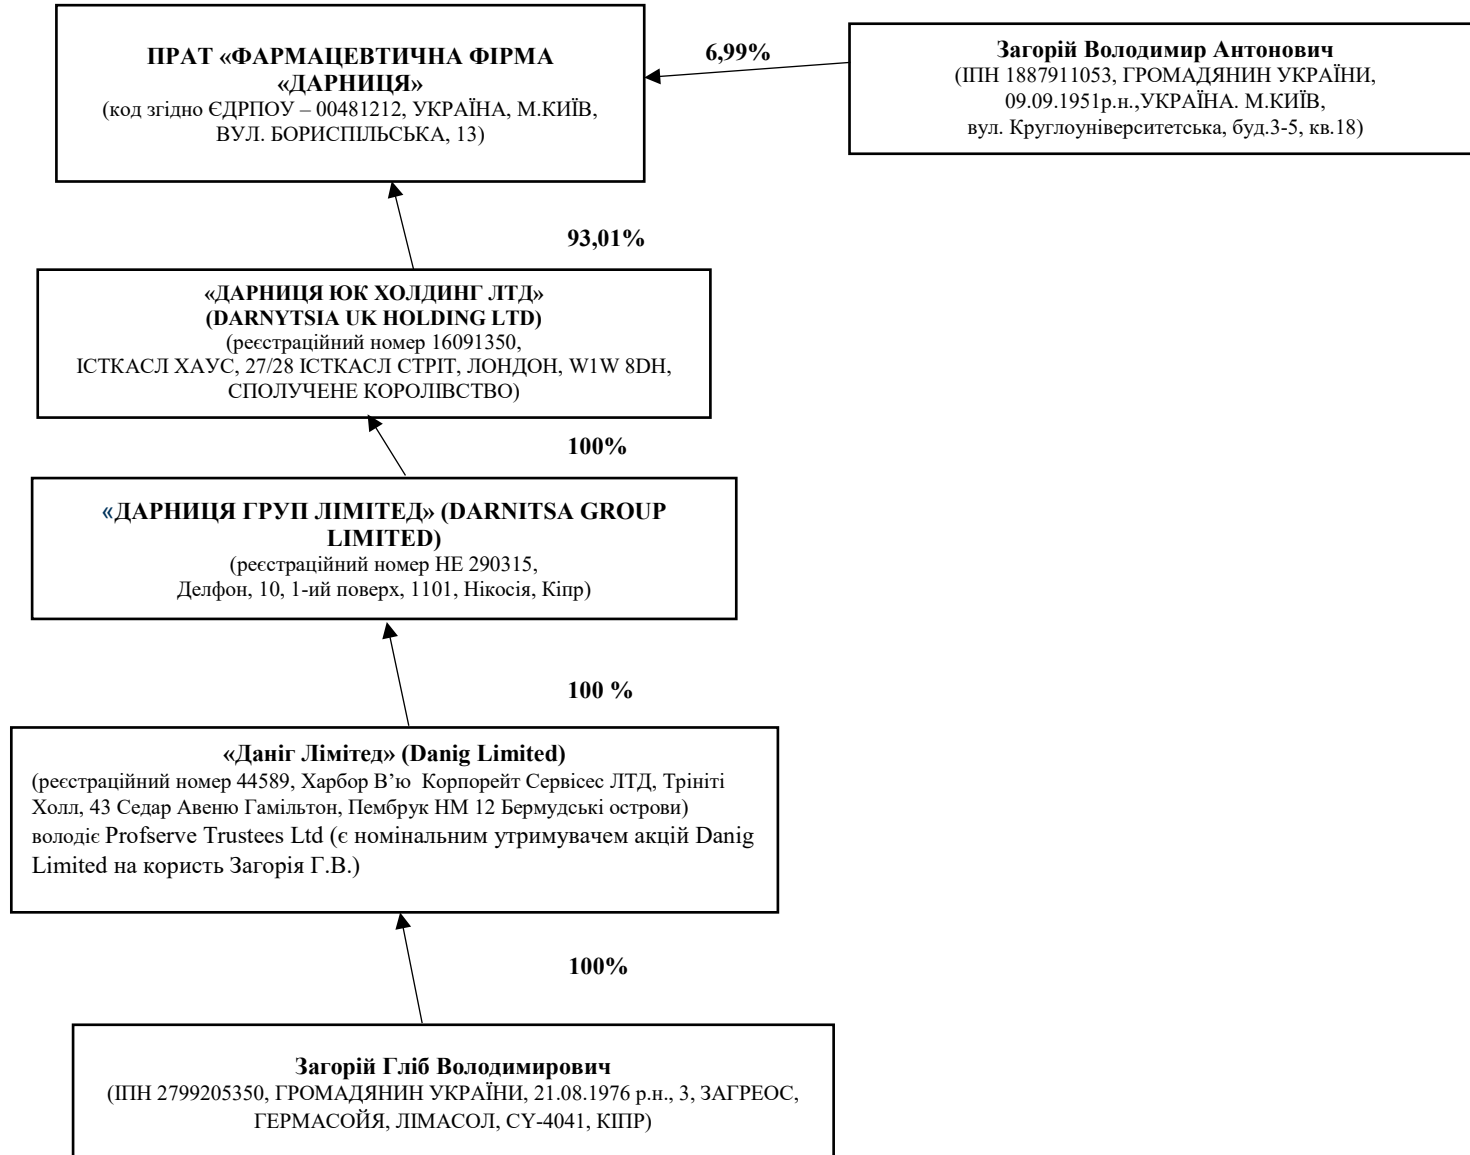 ПРАТ «ФАРМАЦЕВТИЧНА ФІРМА
«ДАРНИЦЯ»
(код згідно ЄДРПОУ – 00481212, УКРАЇНА, М.КИЇВ,
ВУЛ. БОРИСПІЛЬСЬКА, 13)
6,99%
Загорій Володимир Антонович
(ІПН 1887911053, ГРОМАДЯНИН УКРАЇНИ,
09.09.1951р.н.,УКРАЇНА. М.КИЇВ,
вул. Круглоуніверситетська, буд.3-5, кв.18)
93,01%
«ДАРНИЦЯ ЮК ХОЛДИНГ ЛТД»
(DARNYTSIA UK HOLDING LTD)
(реєстраційний номер 16091350,
ІСТКАСЛ ХАУС, 27/28 ІСТКАСЛ СТРІТ, ЛОНДОН, W1W 8DH,
СПОЛУЧЕНЕ КОРОЛІВСТВО)
100%
«ДАРНИЦЯ ГРУП ЛІМІТЕД» (DARNITSA GROUP
LIMITED)
(реєстраційний номер НЕ 290315,
Делфон, 10, 1-ий поверх, 1101, Нікосія, Кіпр)
100 %
«Даніг Лімітед» (Danig Limited)
(реєстраційний номер 44589, Харбор В’ю Корпорейт Сервісес ЛТД, Трініті
Холл, 43 Седар Авеню Гамільтон, Пембрук НМ 12 Бермудські острови)
володіє Profserve Trustees Ltd (є номінальним утримувачем акцій Danig
Limited на користь Загорія Г.В.)
100%
Загорій Гліб Володимирович
(ІПН 2799205350, ГРОМАДЯНИН УКРАЇНИ, 21.08.1976 р.н., 3, ЗАГРЕОС,
ГЕРМАСОЙЯ, ЛІМАСОЛ, CY-4041, КІПР)